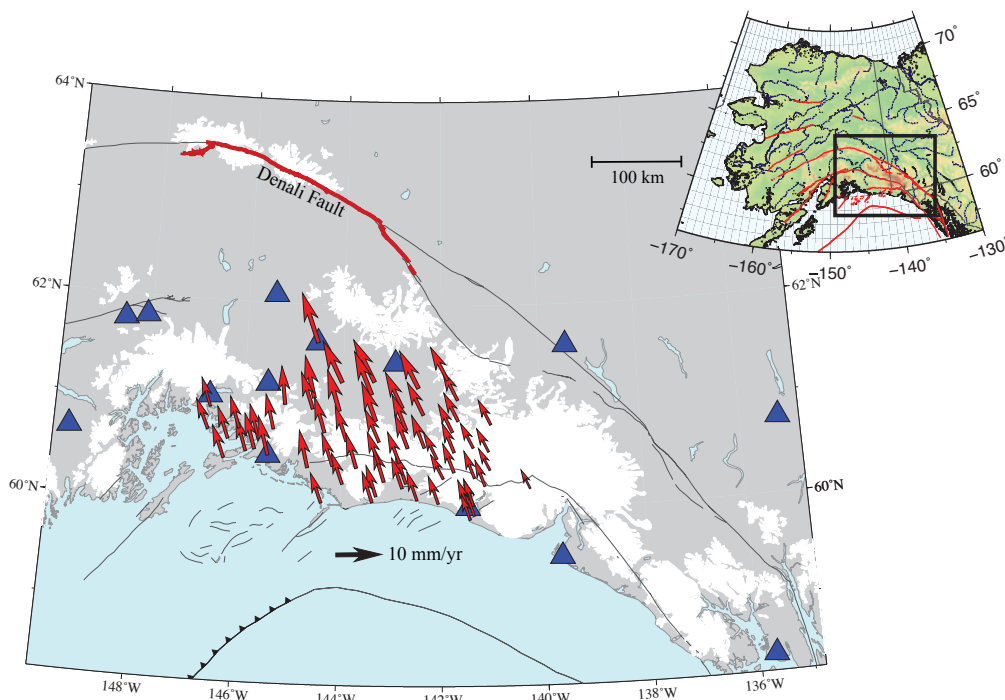 70°
64°N
65°
100 km
60°
Denali Fault
−170°
−160°
−150°
−140°
−130°
62°N
62°N
60°N
60°N
10 mm/yr
148°W
146°W
144°W
142°W
140°W
138°W
136°W